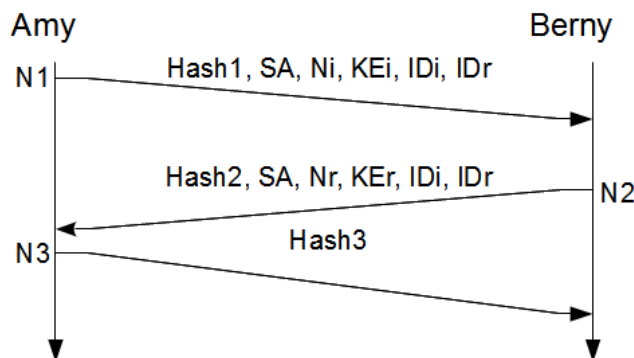 Amy
Berny
Hash1, SA, Ni, KEi, IDi, IDr
N1
Hash2, SA, Nr, KEr, IDi, IDr
N2
Hash3
N3